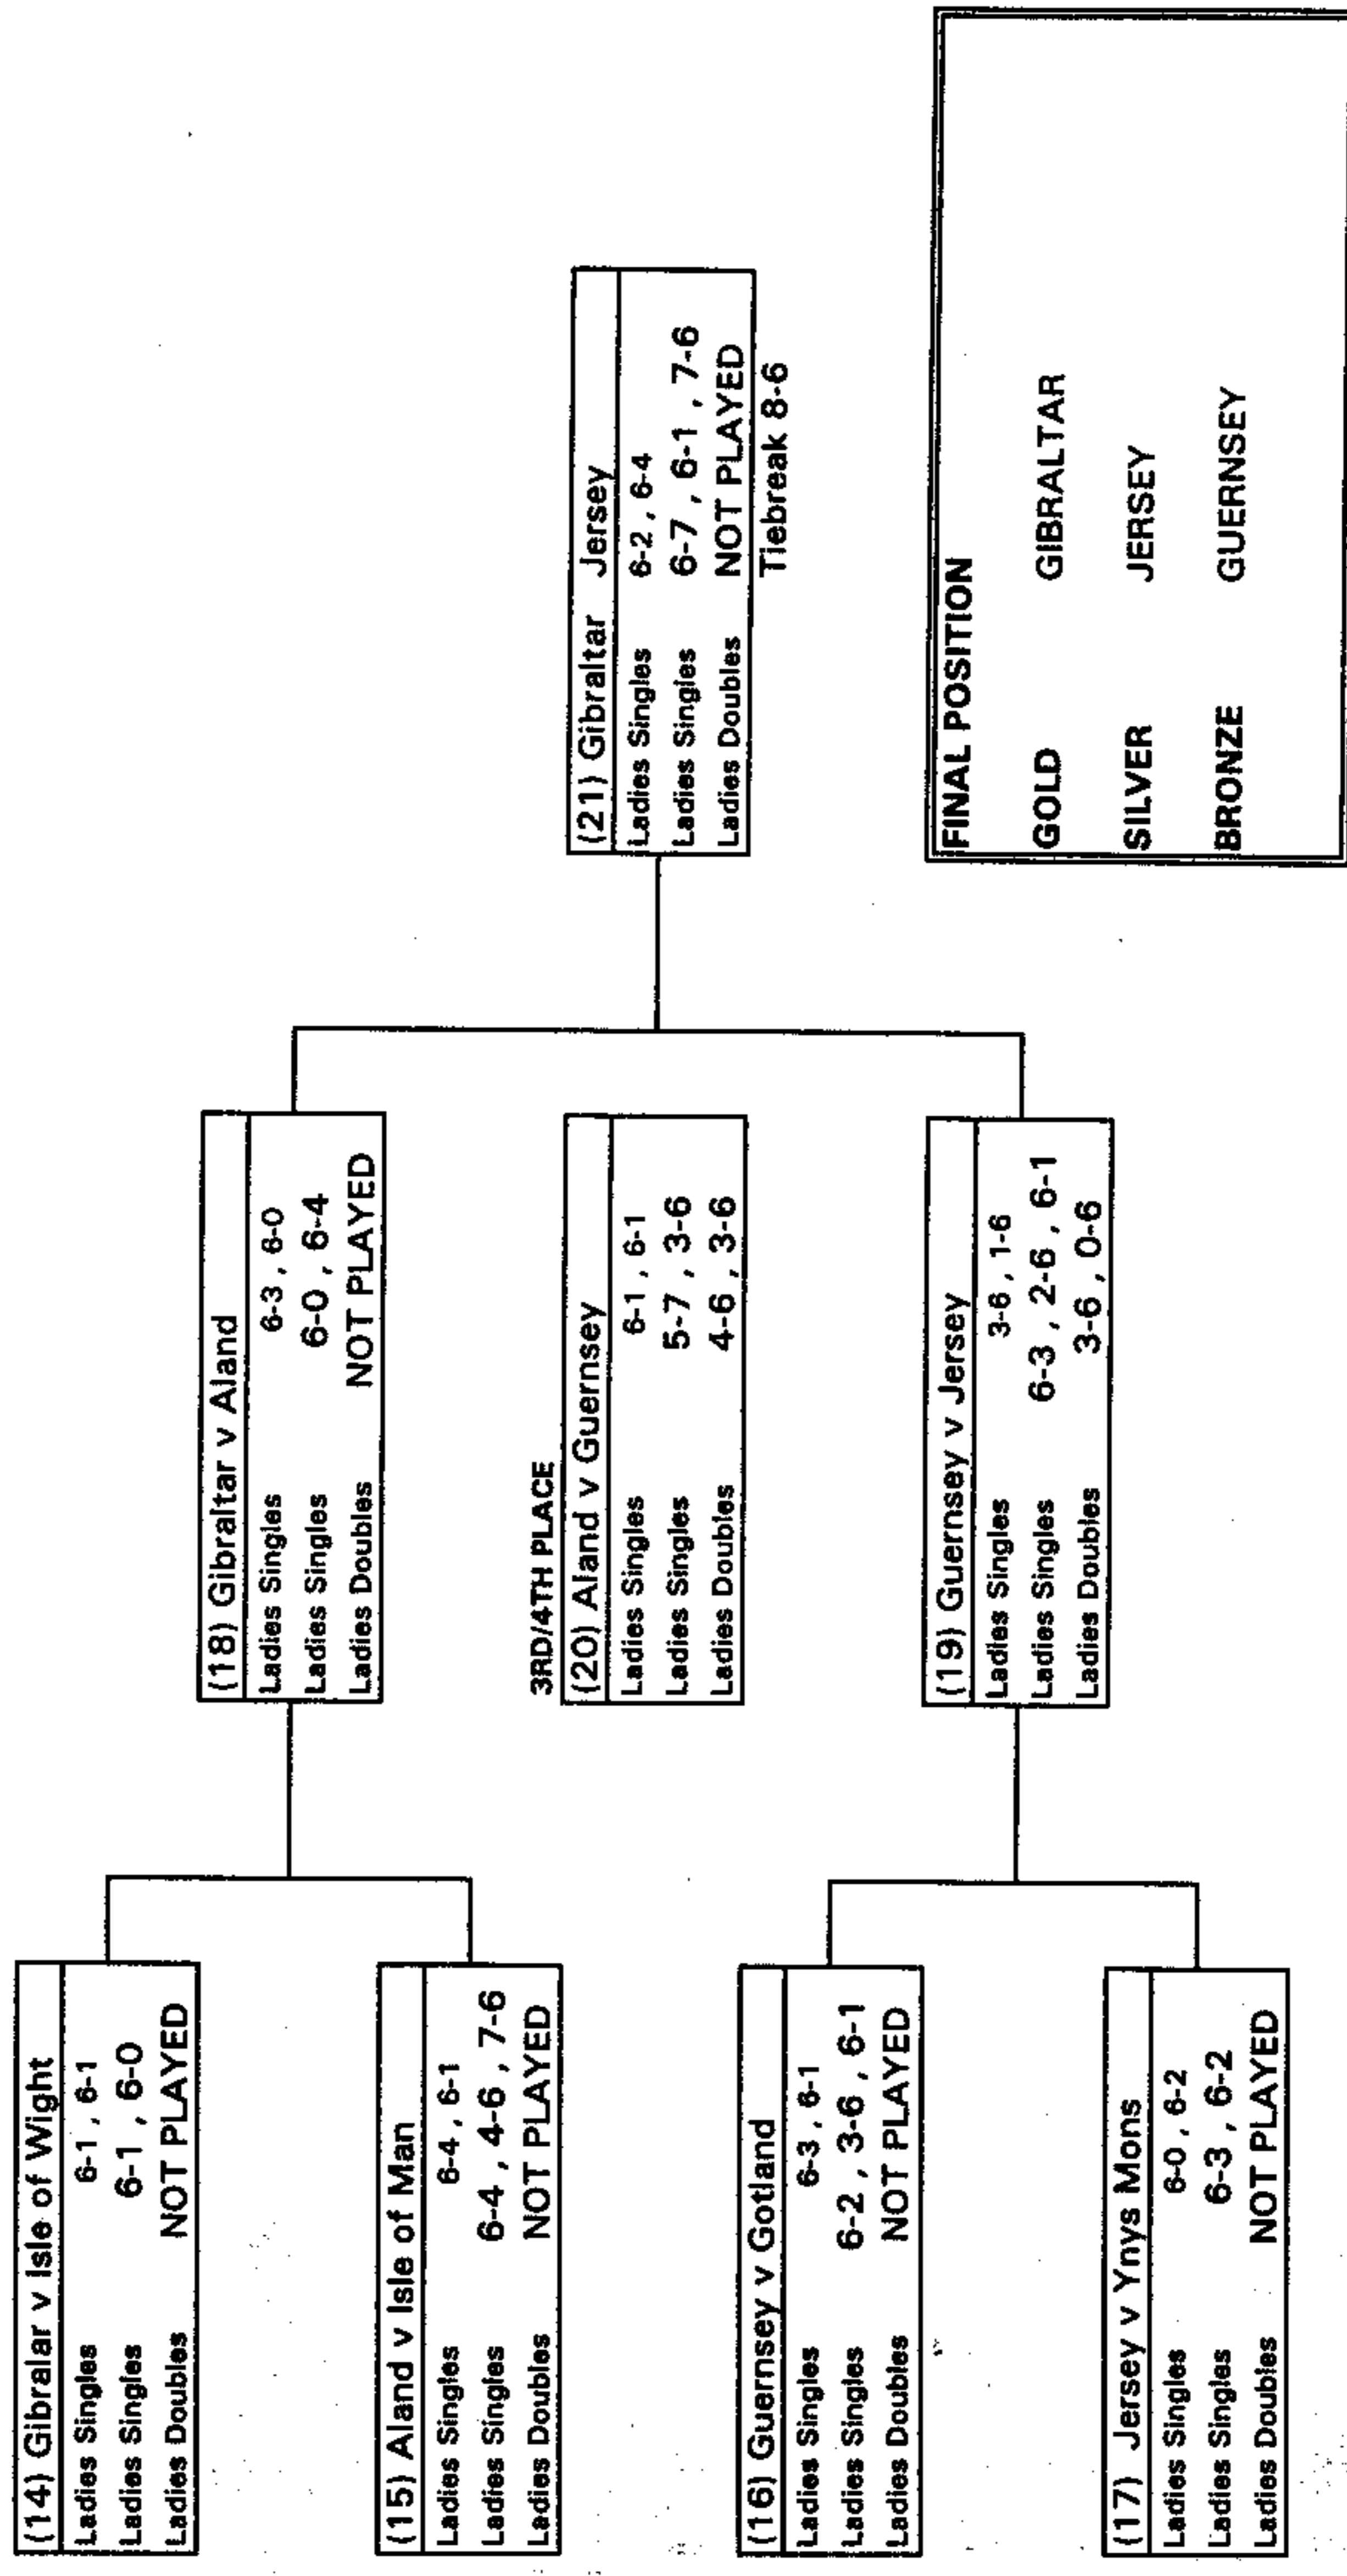 (14) Gibralar v Isle of Wight
Ladies Singles 6-1 , 6-1
Ladies Singles 6-1 , 6-0
Ladies Doubles NOT PLAYED
(15) Aland v Isle of Man
Ladies Singles 6-4 , 6-1
Ladies Singles 6-4 , 4-6 , 7-6
Ladies Doubles NOT PLAYED
(16) Guernsey v Gotland
Ladies Singles 6-3 , 6-1
Ladies Singles 6-2 , 3-6 , 6-1
Ladies Doubles NOT PLAYED
(17) Jersey v Ynys Mons
Ladies Singles 6-0 , 6-2
Ladies Singles 6-3 , 6-2
Ladies Doubles NOT PLAYED
(18) Gibraltar v Aland
Ladies Singles 6-3 , 6-0
Ladies Singles 6-0 , 6-4
Ladies Doubles NOT PLAYED
3RD/4TH PLACE
(20) Aland v Guernsey
Ladies Singles 6-1 , 6-1
Ladies Singles 5-7 , 3-6
Ladies Doubles 4-6 , 3-6
(19) Guernsey v Jersey
Ladies Singles 3-6 , 1-6
Ladies Singles 6-3 , 2-6 , 6-1
Ladies Doubles 3-6 , 0-6
(21) Gibraltar Jersey
Ladies Singles 6-2 , 6-4
Ladies Singles 6-7 , 6-1 , 7-6
Ladies Doubles NOT PLAYED
Tiebreak 8-6
FINAL POSITION
GOLD GIBRALTAR
SILVER JERSEY
BRONZE GUERNSEY